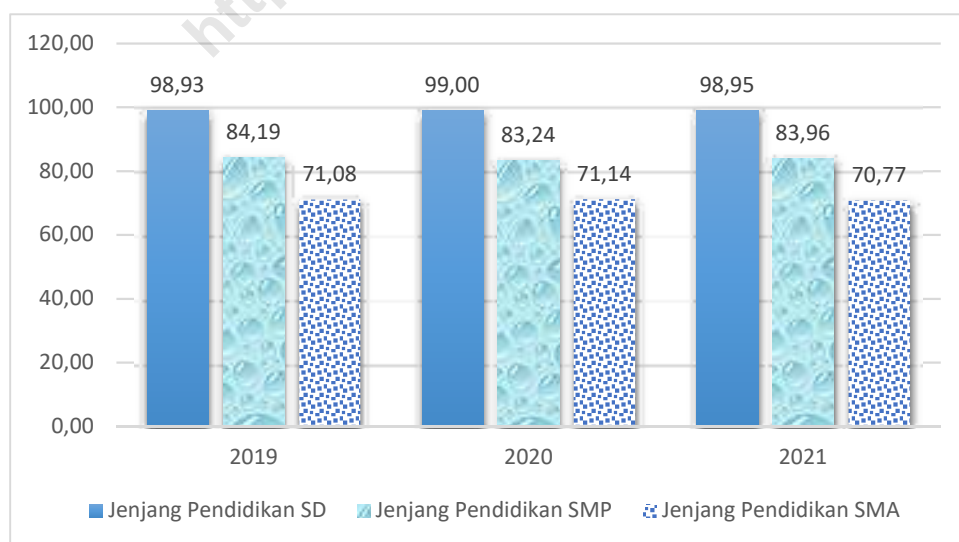 http
120,00
98,93 99,00 98,95
100,00
84,19 83,24 83,96
80,00
71,08 71,14 70,77
60,00
40,00
20,00
0,00
2019 2020 2021
Jenjang Pendidikan SD Jenjang Pendidikan SMP Jenjang Pendidikan SMA